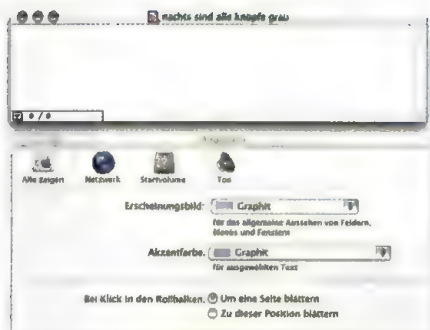 nachts sind alle knöpfe grau
0 / 0
Alle zeigen Netzwerk Startvolume Ton
Erscheinungsbild: Graphit
für das allgemeine Aussehen von Feldern,
Menüs und Fenstern
Akzentfarbe: Graphit
für ausgewählten Text
Bei Klick in den Rollbalken: Um eine Seite blättern
Zu dieser Position blättern